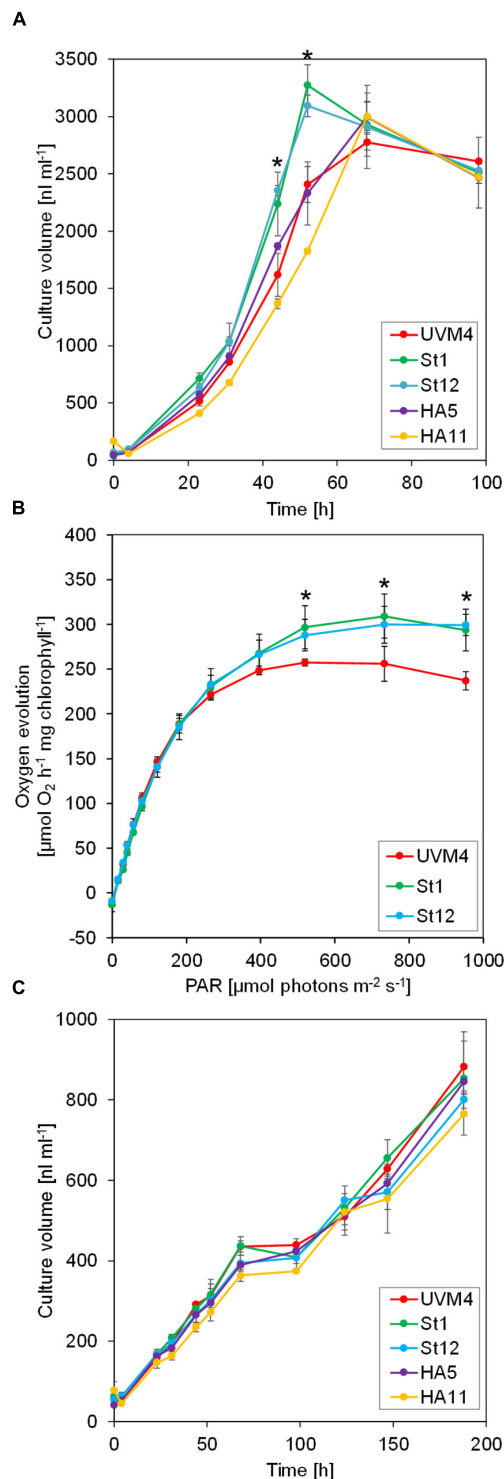 A
*
*
3500
3000
2500
2000
1500
1000
500
0
Culture volume [nl ml⁻¹]
UVM4
St1
St12
HA5
HA11
0 20 40 60 80 100
Time [h]
B
* * *
400
350
300
250
200
150
100
50
0
-50
Oxygen evolution
[µmol O₂ h⁻¹ mg chlorophyll⁻¹]
UVM4
St1
St12
0 200 400 600 800 1000
PAR [µmol photons m⁻² s⁻¹]
C
1000
800
600
400
200
0
Culture volume [nl ml⁻¹]
UVM4
St1
St12
HA5
HA11
0 50 100 150 200
Time [h]